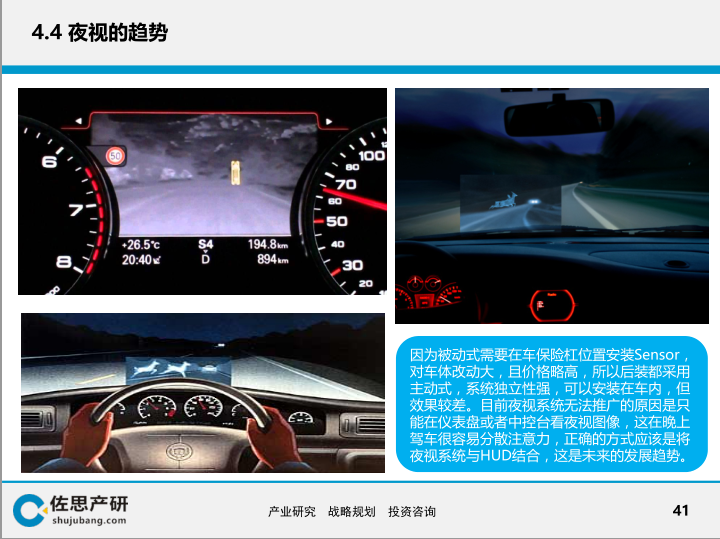 4.4 夜视的趋势
50
6
7
8
100
80
70
60
50
40
30
20
+26.5°C
S4
194.8km
20:40
D
894km
因为被动式需要在车保险杠位置安装Sensor，
对车体改动大，且价格略高，所以后装都采用
主动式，系统独立性强，可以安装在车内，但
效果较差。目前夜视系统无法推广的原因是只
能在仪表盘或者中控台看夜视图像，这在晚上
驾车很容易分散注意力，正确的方式应该是将
夜视系统与HUD结合，这是未来的发展趋势。
佐思产研
shujubang.com
产业研究 战略规划 投资咨询
41